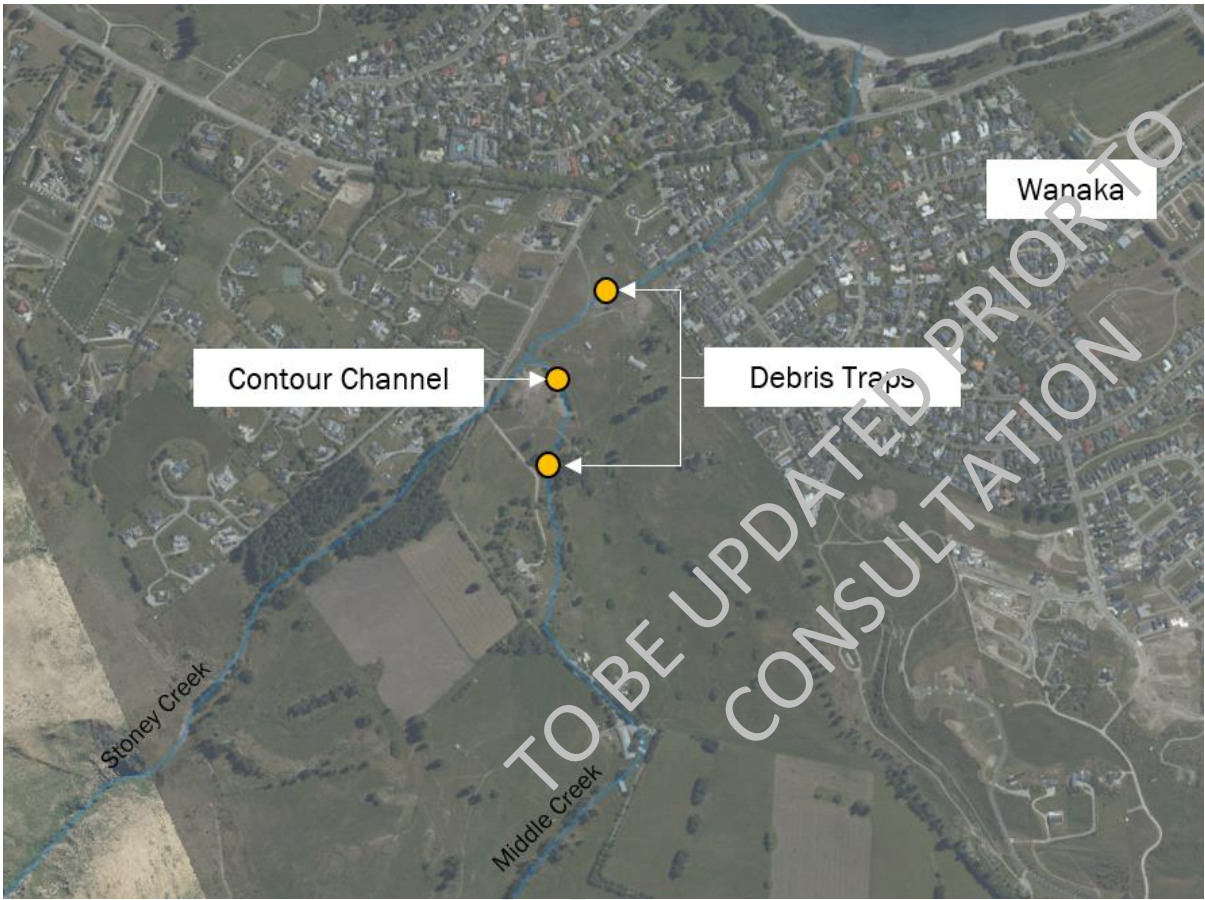 Wanaka
Contour Channel
Debris Traps
Stoney Creek
Middle Creek
TO BE UPDATED PRIOR TO
CONSULTATION